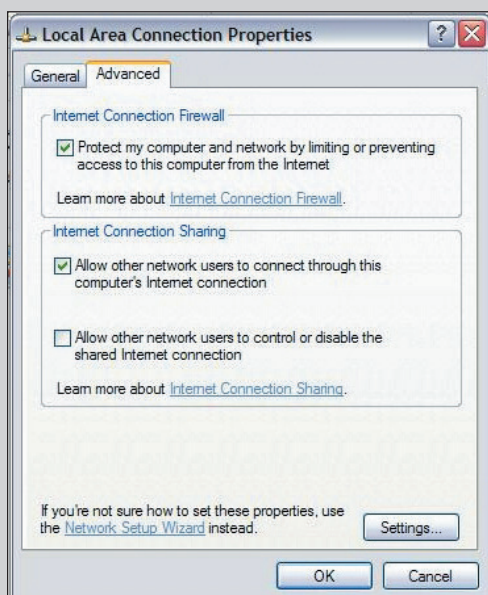 Local Area Connection Properties
General Advanced
Internet Connection Firewall
Protect my computer and network by limiting or preventing
access to this computer from the Internet
Learn more about Internet Connection Firewall.
Internet Connection Sharing
Allow other network users to connect through this
computer's Internet connection
Allow other network users to control or disable the
shared Internet connection
Learn more about Internet Connection Sharing.
If you're not sure how to set these properties, use
the Network Setup Wizard instead.
Settings...
OK Cancel